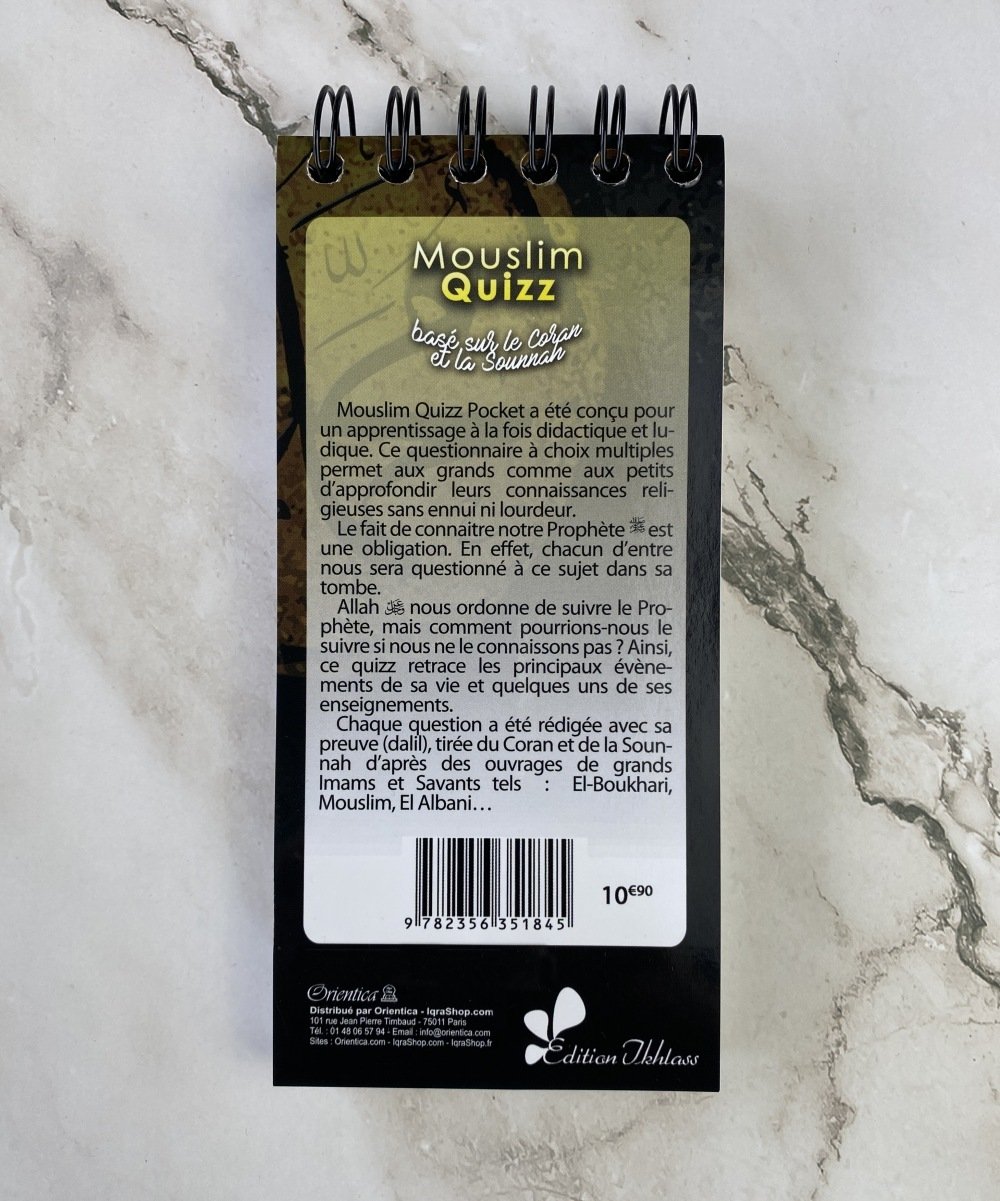 Mouslim
Quizz
basé sur le Coran
et la Sounnah
Mouslim Quizz Pocket a été conçu pour
un apprentissage à la fois didactique et lu-
dique. Ce questionnaire à choix multiples
permet aux grands comme aux petits
d’approfondir leurs connaissances reli-
gieuses sans ennui ni lourdeur.
Le fait de connaitre notre Prophète ﷺ est
une obligation. En effet, chacun d’entre
nous sera questionné à ce sujet dans sa
tombe.
Allah nous ordonne de suivre le Pro-
phète, mais comment pourrions-nous le
suivre si nous ne le connaissons pas ? Ainsi,
ce quizz retrace les principaux évène-
ments de sa vie et quelques uns de ses
enseignements.
Chaque question a été rédigée avec sa
preuve (dalil), tirée du Coran et de la Soun-
nah d’après des ouvrages de grands
Imams et Savants tels : El-Boukhari,
Mouslim, El Albani…
10€90
9 782356 351845
Orientica
Distribué par Orientica - IqraShop.com
101 rue Jean Pierre Timbaud - 75011 Paris
Tél. : 01 48 06 57 94 - Email : info@orientica.com
Sites : Orientica.com - IqraShop.com - IqraShop.fr
Edition Ikhlass